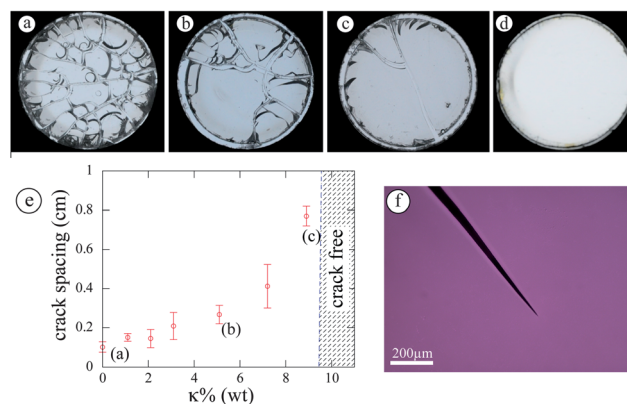 a
b
c
d
e
crack spacing (cm)
1
0.8
0.6
0.4
0.2
0
(a)
(b)
(c)
crack free
0
2
4
6
8
10
κ% (wt)
f
200μm